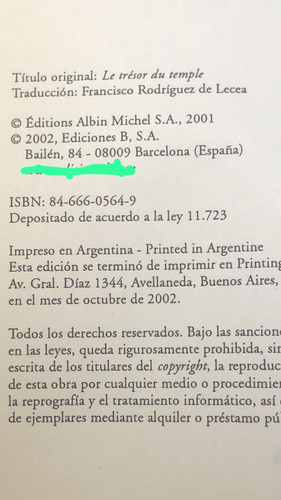 Título original: Le trésor du temple
Traducción: Francisco Rodríguez de Lecea
© Éditions Albin Michel S.A., 2001
© 2002, Ediciones B, S.A.
Bailén, 84 - 08009 Barcelona (España)
ISBN: 84-666-0564-9
Depositado de acuerdo a la ley 11.723
Impreso en Argentina - Printed in Argentine
Esta edición se terminó de imprimir en Printing
Av. Gral. Díaz 1344, Avellaneda, Buenos Aires,
en el mes de octubre de 2002.
Todos los derechos reservados. Bajo las sancione
en las leyes, queda rigurosamente prohibida, sin
escrita de los titulares del copyright, la reproduc
de esta obra por cualquier medio o procedimien
la reprografía y el tratamiento informático, así
de ejemplares mediante alquiler o préstamo pú